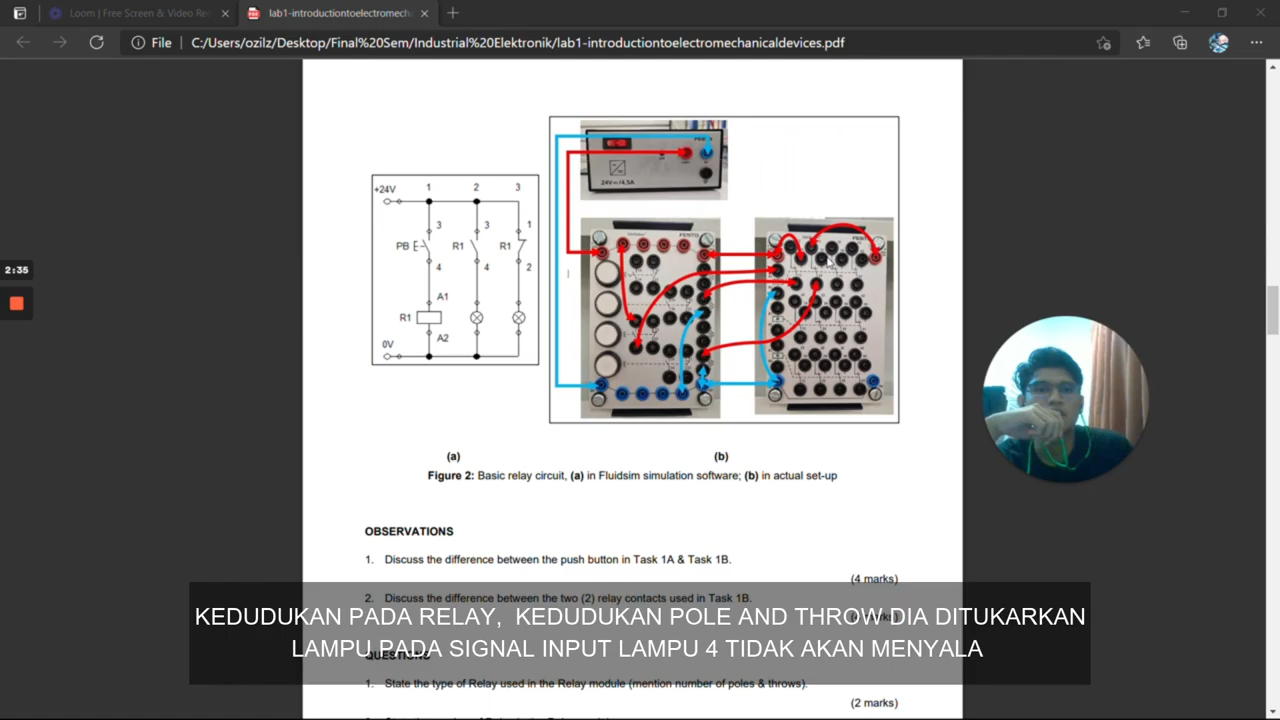 Loom | Free Screen & Video Rec
lab1-introductiontoelectromech
File
C:/Users/ozilz/Desktop/Final%20Sem/Industrial%20Elektronik/lab1-introductiontoelectromechanicaldevices.pdf
2:35
+24V 1 2 3
3 3 1
PB R1 R1
4 4 2
A1
R1
A2
0V
24V=/4,5A
FESTO
FESTO
(a) (b)
Figure 2: Basic relay circuit, (a) in Fluidsim simulation software; (b) in actual set-up
OBSERVATIONS
1. Discuss the difference between the push button in Task 1A & Task 1B.
(4 marks)
2. Discuss the difference between the two (2) relay contacts used in Task 1B.
KEDUDUKAN PADA RELAY, KEDUDUKAN POLE AND THROW DIA DITUKARKAN
LAMPU PADA SIGNAL INPUT LAMPU 4 TIDAK AKAN MENYALA
QUESTIONS
1. State the type of Relay used in the Relay module (mention number of poles & throws).
(2 marks)